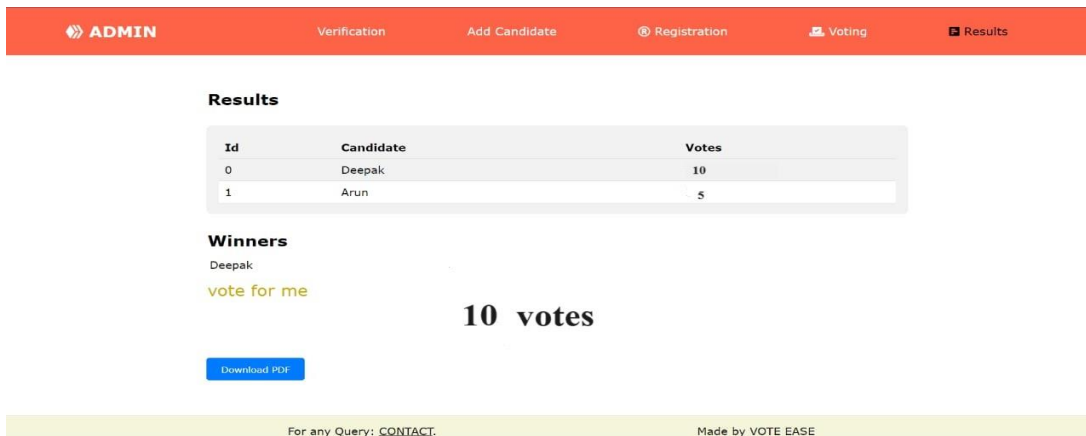 ADMIN Verification Add Candidate ® Registration Voting Results
Results
Id Candidate Votes
0 Deepak 10
1 Arun 5
Winners
Deepak
vote for me
10 votes
Download PDF
For any Query: CONTACT. Made by VOTE EASE